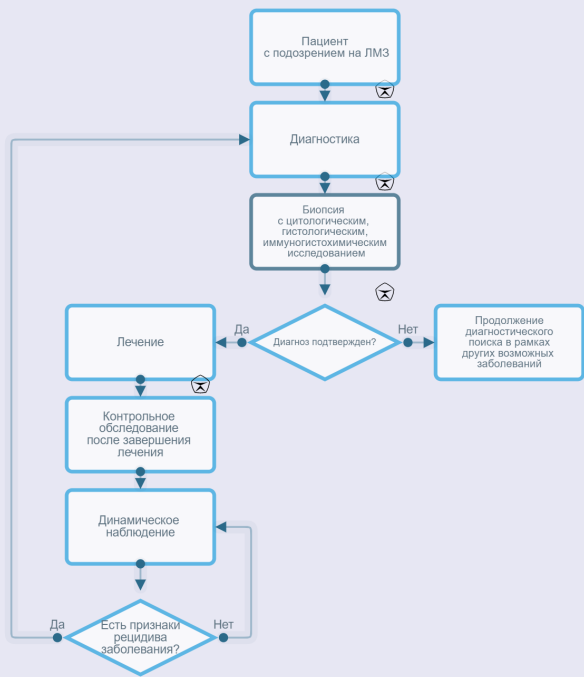 Пациент
с подозрением на ЛМЗ
Диагностика
Биопсия
с цитологическим,
гистологическим,
иммуногистохимическим
исследованием
Да
Диагноз подтвержден?
Нет
Лечение
Продолжение
диагностического
поиска в рамках
других возможных
заболеваний
Контрольное
обследование
после завершения
лечения
Динамическое
наблюдение
Да
Есть признаки
рецидива
заболевания?
Нет